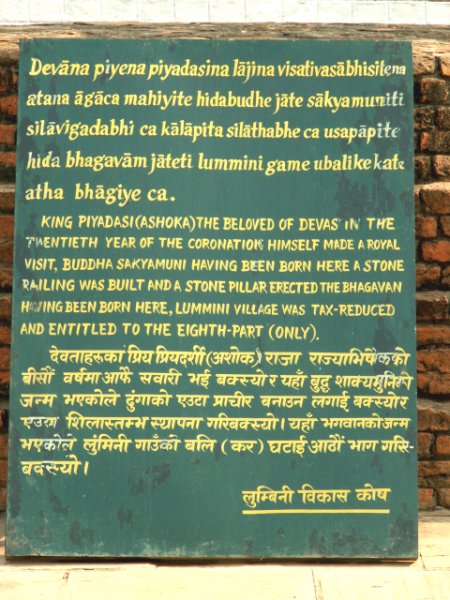 Devāna piyena piyadasina lājina visativasābhisitena
atana āgāca mahiyite hidabudhe jāte sākyamuniti
silāvigadabhi ca kālāpita silāthabhe ca usapāpite
hida bhagavaṁ jāteti lummini game ubalike kate
atha bhāgiye ca.
KING PIYADASI(ASHOKA)THE BELOVED OF DEVAS IN THE
TWENTIETH YEAR OF THE CORONATION HIMSELF MADE A ROYAL
VISIT, BUDDHA SAKYAMUNI HAVING BEEN BORN HERE A STONE
RAILING WAS BUILT AND A STONE PILLAR ERECTED THE BHAGAVAN
HAVING BEEN BORN HERE, LUMMINI VILLAGE WAS TAX-REDUCED
AND ENTITLED TO THE EIGHTH-PART (ONLY).
देवताहरूका प्रिय प्रियदर्शी(अशोक) राजा राज्याभिषेकको
बीसौं वर्षमा आफै सवारी भई बक्स्यो र यहाँ बुद्ध शाक्यमुनिको
जन्म भएकोले ढुंगाको एउटा प्राचीर बनाउन लगाई बक्स्यो र
एउटा शिलास्तम्भ स्थापना गरिबक्स्यो। यहाँ भगवानको जन्म
भएकोले लुंमिनी गाउँको बलि (कर) घटाई आठौं भाग गरि-
बक्स्यो।
लुम्बिनी विकास कोष